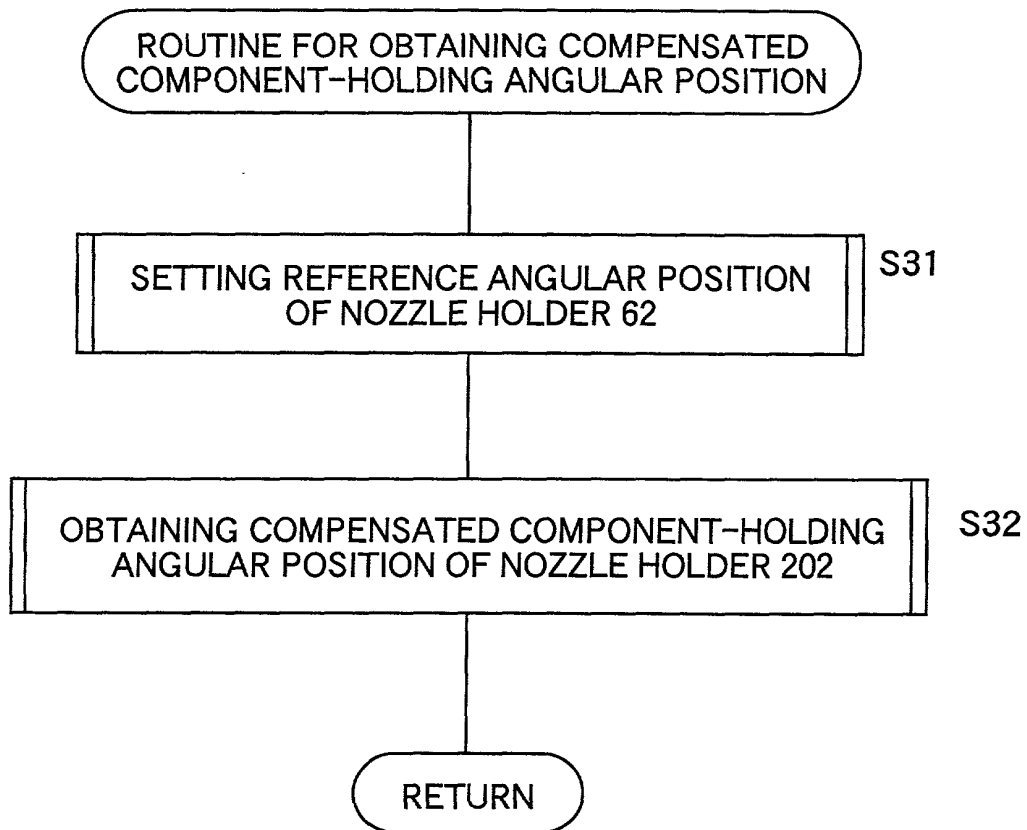 ROUTINE FOR OBTAINING COMPENSATED
COMPONENT-HOLDING ANGULAR POSITION
SETTING REFERENCE ANGULAR POSITION
OF NOZZLE HOLDER 62
S31
OBTAINING COMPENSATED COMPONENT-HOLDING
ANGULAR POSITION OF NOZZLE HOLDER 202
S32
RETURN